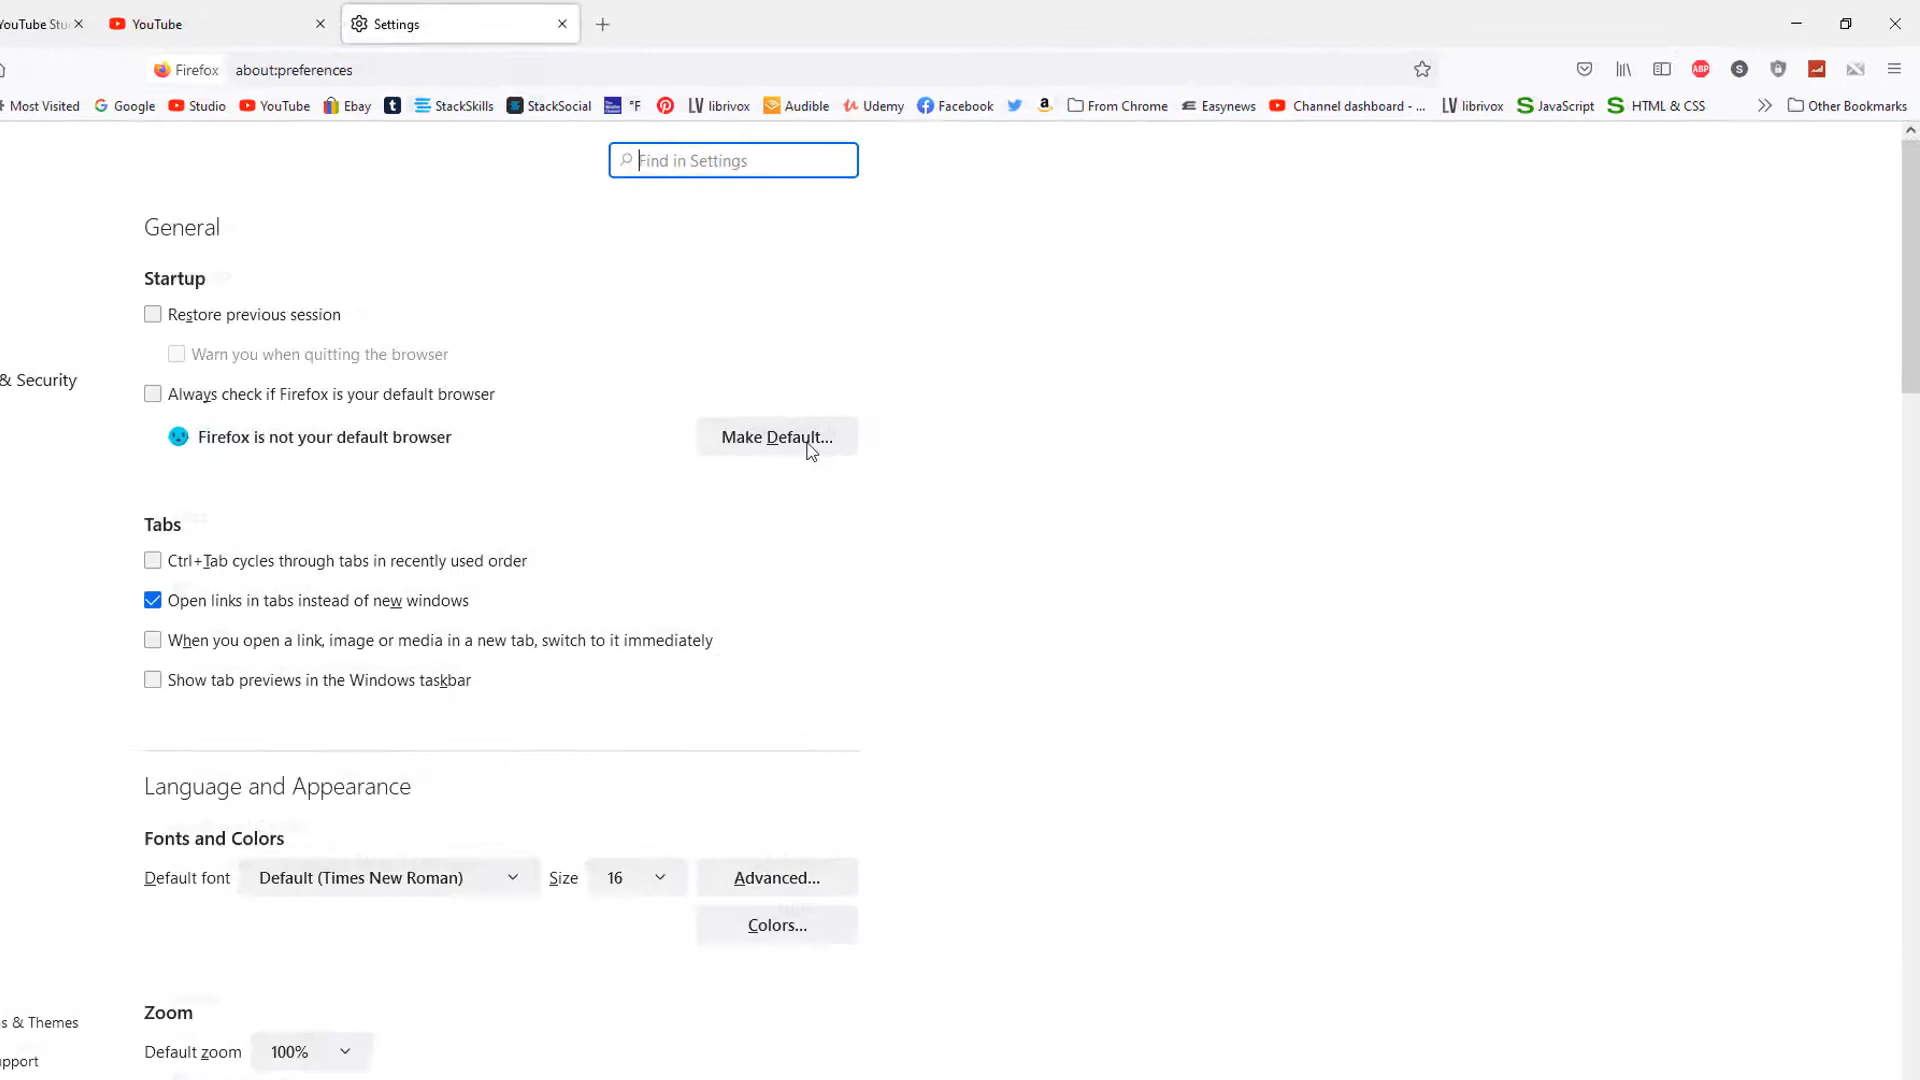 YouTube Stu
YouTube
Settings
Firefox about:preferences
Most Visited Google Studio YouTube Ebay StackSkills StackSocial °F librivox Audible Udemy Facebook From Chrome Easynews Channel dashboard - ... librivox JavaScript HTML & CSS Other Bookmarks
Find in Settings
General
Startup
Restore previous session
Warn you when quitting the browser
& Security
Always check if Firefox is your default browser
Firefox is not your default browser Make Default...
Tabs
Ctrl+Tab cycles through tabs in recently used order
Open links in tabs instead of new windows
When you open a link, image or media in a new tab, switch to it immediately
Show tab previews in the Windows taskbar
Language and Appearance
Fonts and Colors
Default font Default (Times New Roman) Size 16 Advanced...
Colors...
Zoom
s & Themes
Default zoom 100%
pport